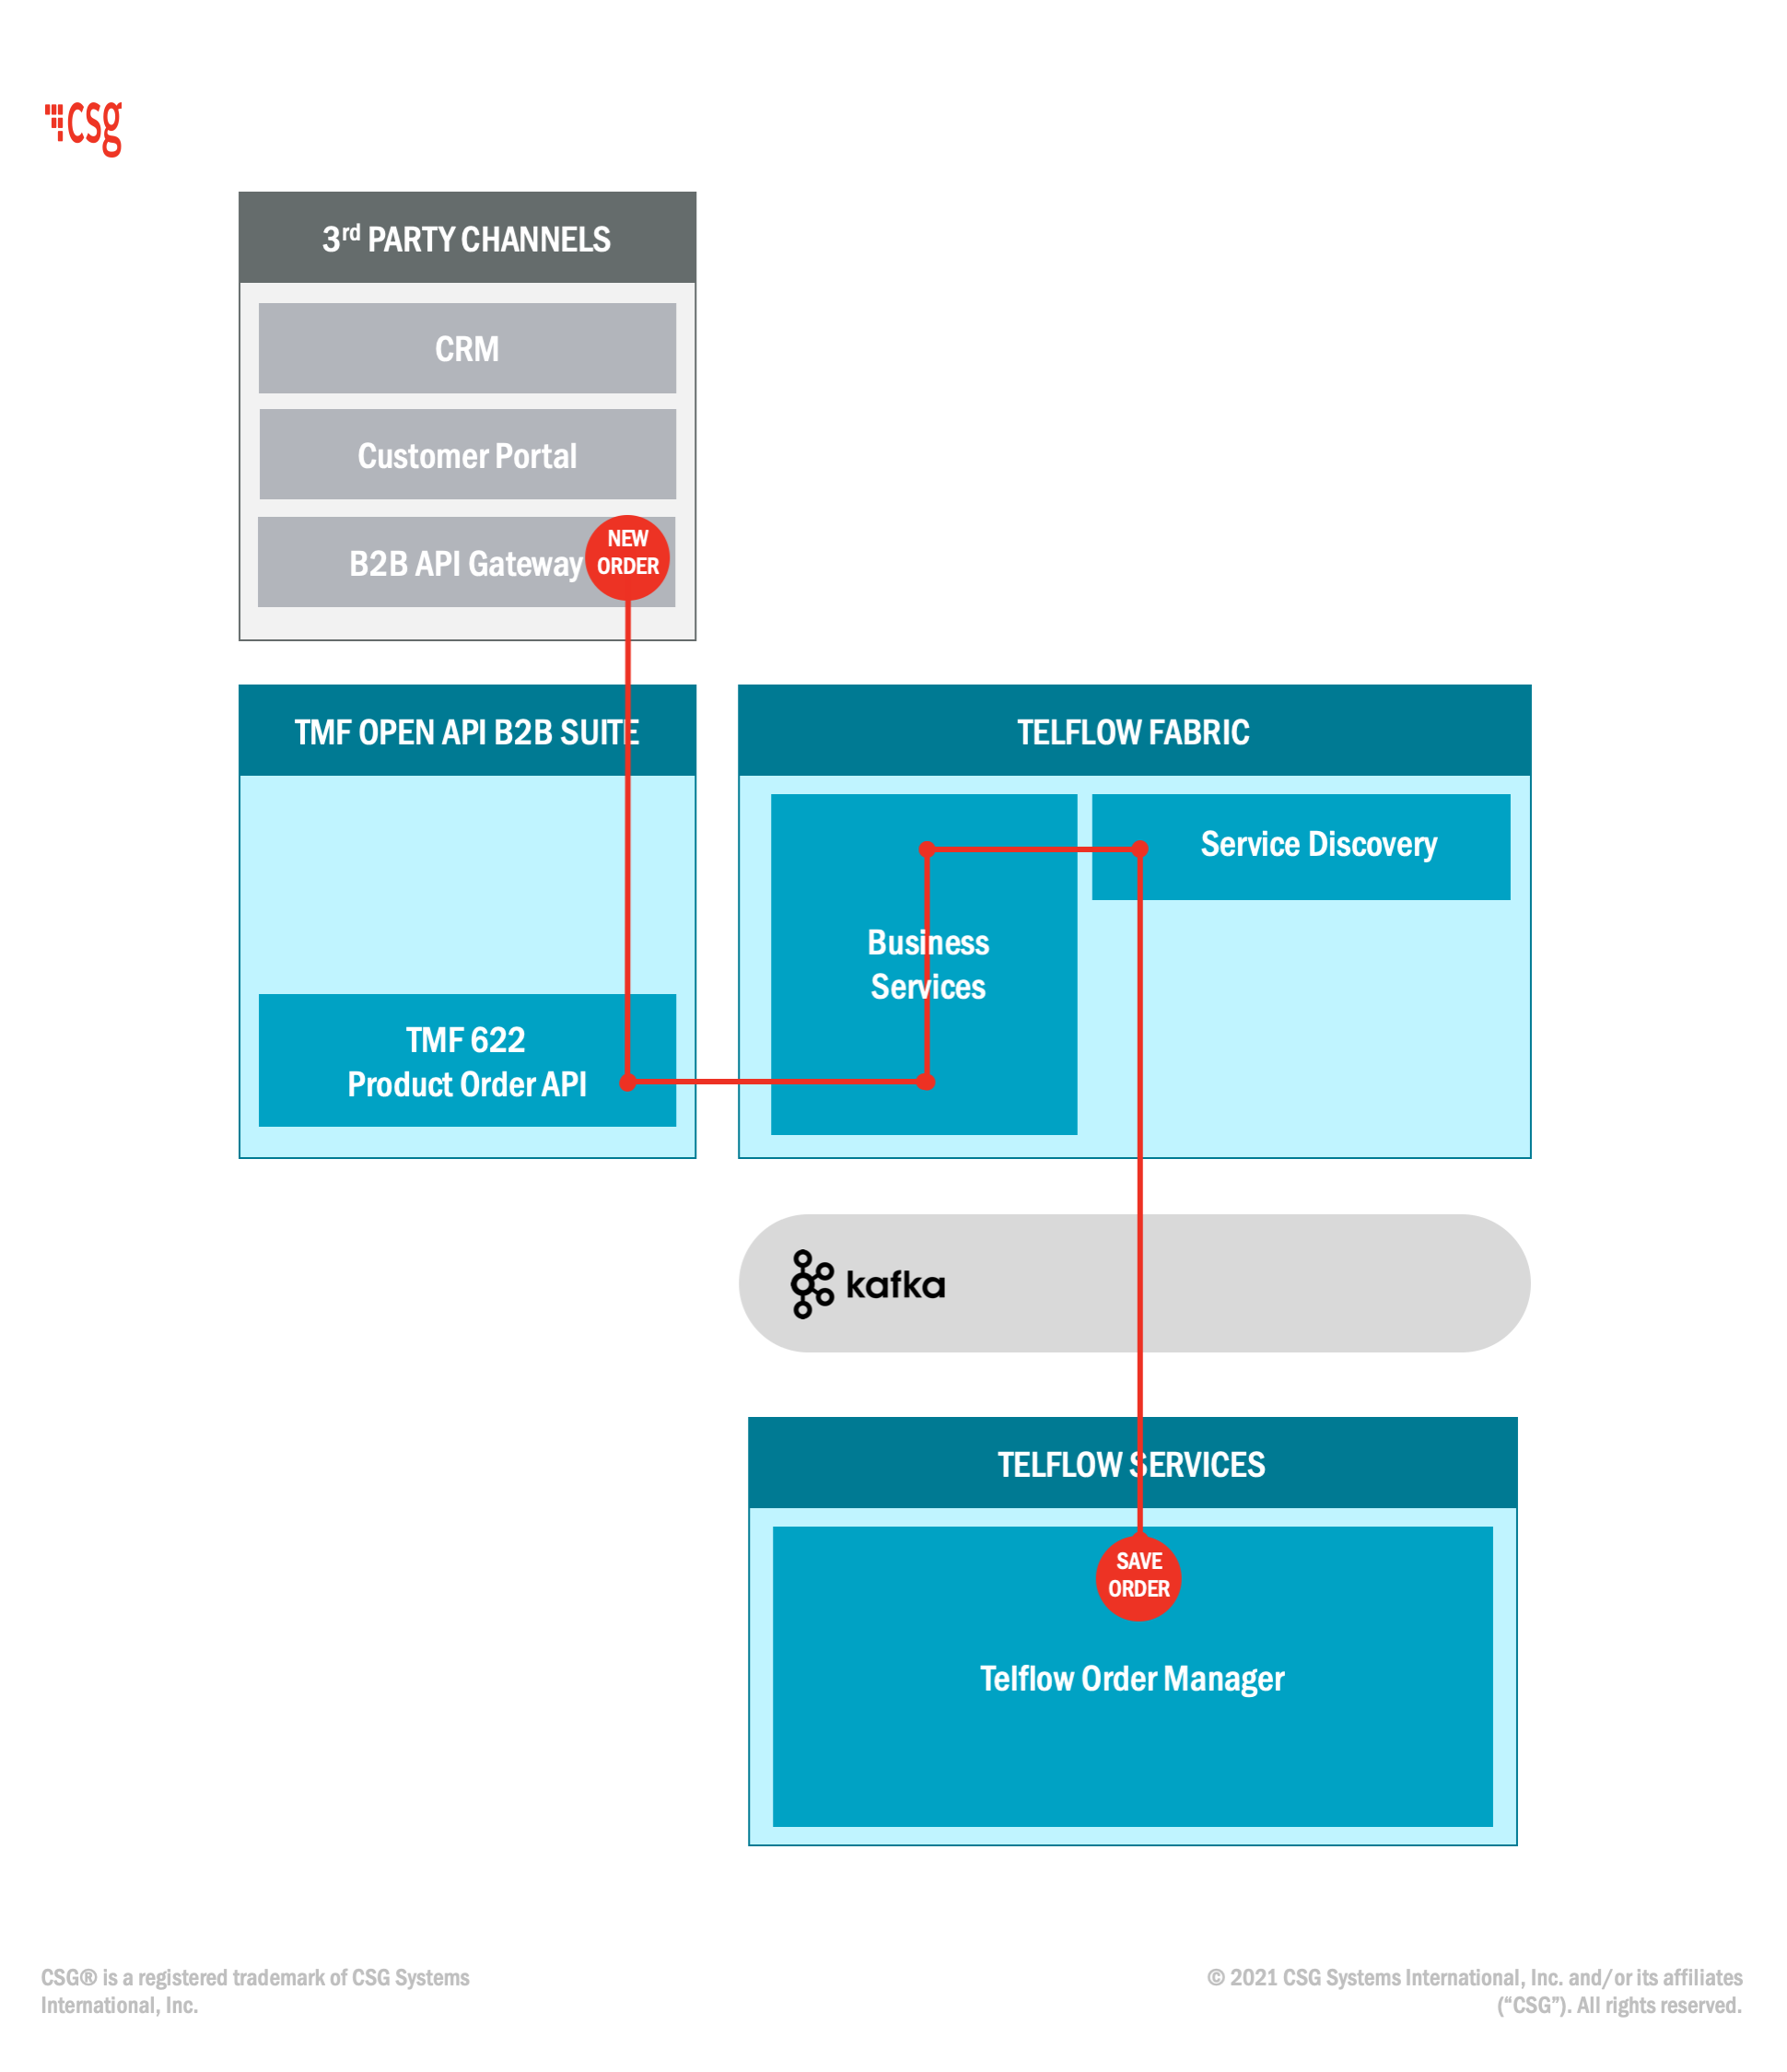 csg
3rd PARTY CHANNELS
CRM
Customer Portal
B2B API Gateway
NEW
ORDER
TMF OPEN API B2B SUITE
TELFLOW FABRIC
Service Discovery
Business
Services
TMF 622
Product Order API
kafka
TELFLOW SERVICES
SAVE
ORDER
Telflow Order Manager
CSG® is a registered trademark of CSG Systems
International, Inc.
© 2021 CSG Systems International, Inc. and/or its affiliates
(“CSG”). All rights reserved.